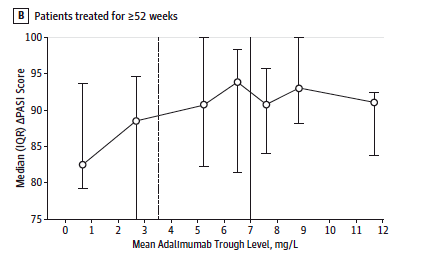 B Patients treated for ≥52 weeks
Median (IQR) ΔPASI Score
100
95
90
85
80
75
0 1 2 3 4 5 6 7 8 9 10 11 12
Mean Adalimumab Trough Level, mg/L